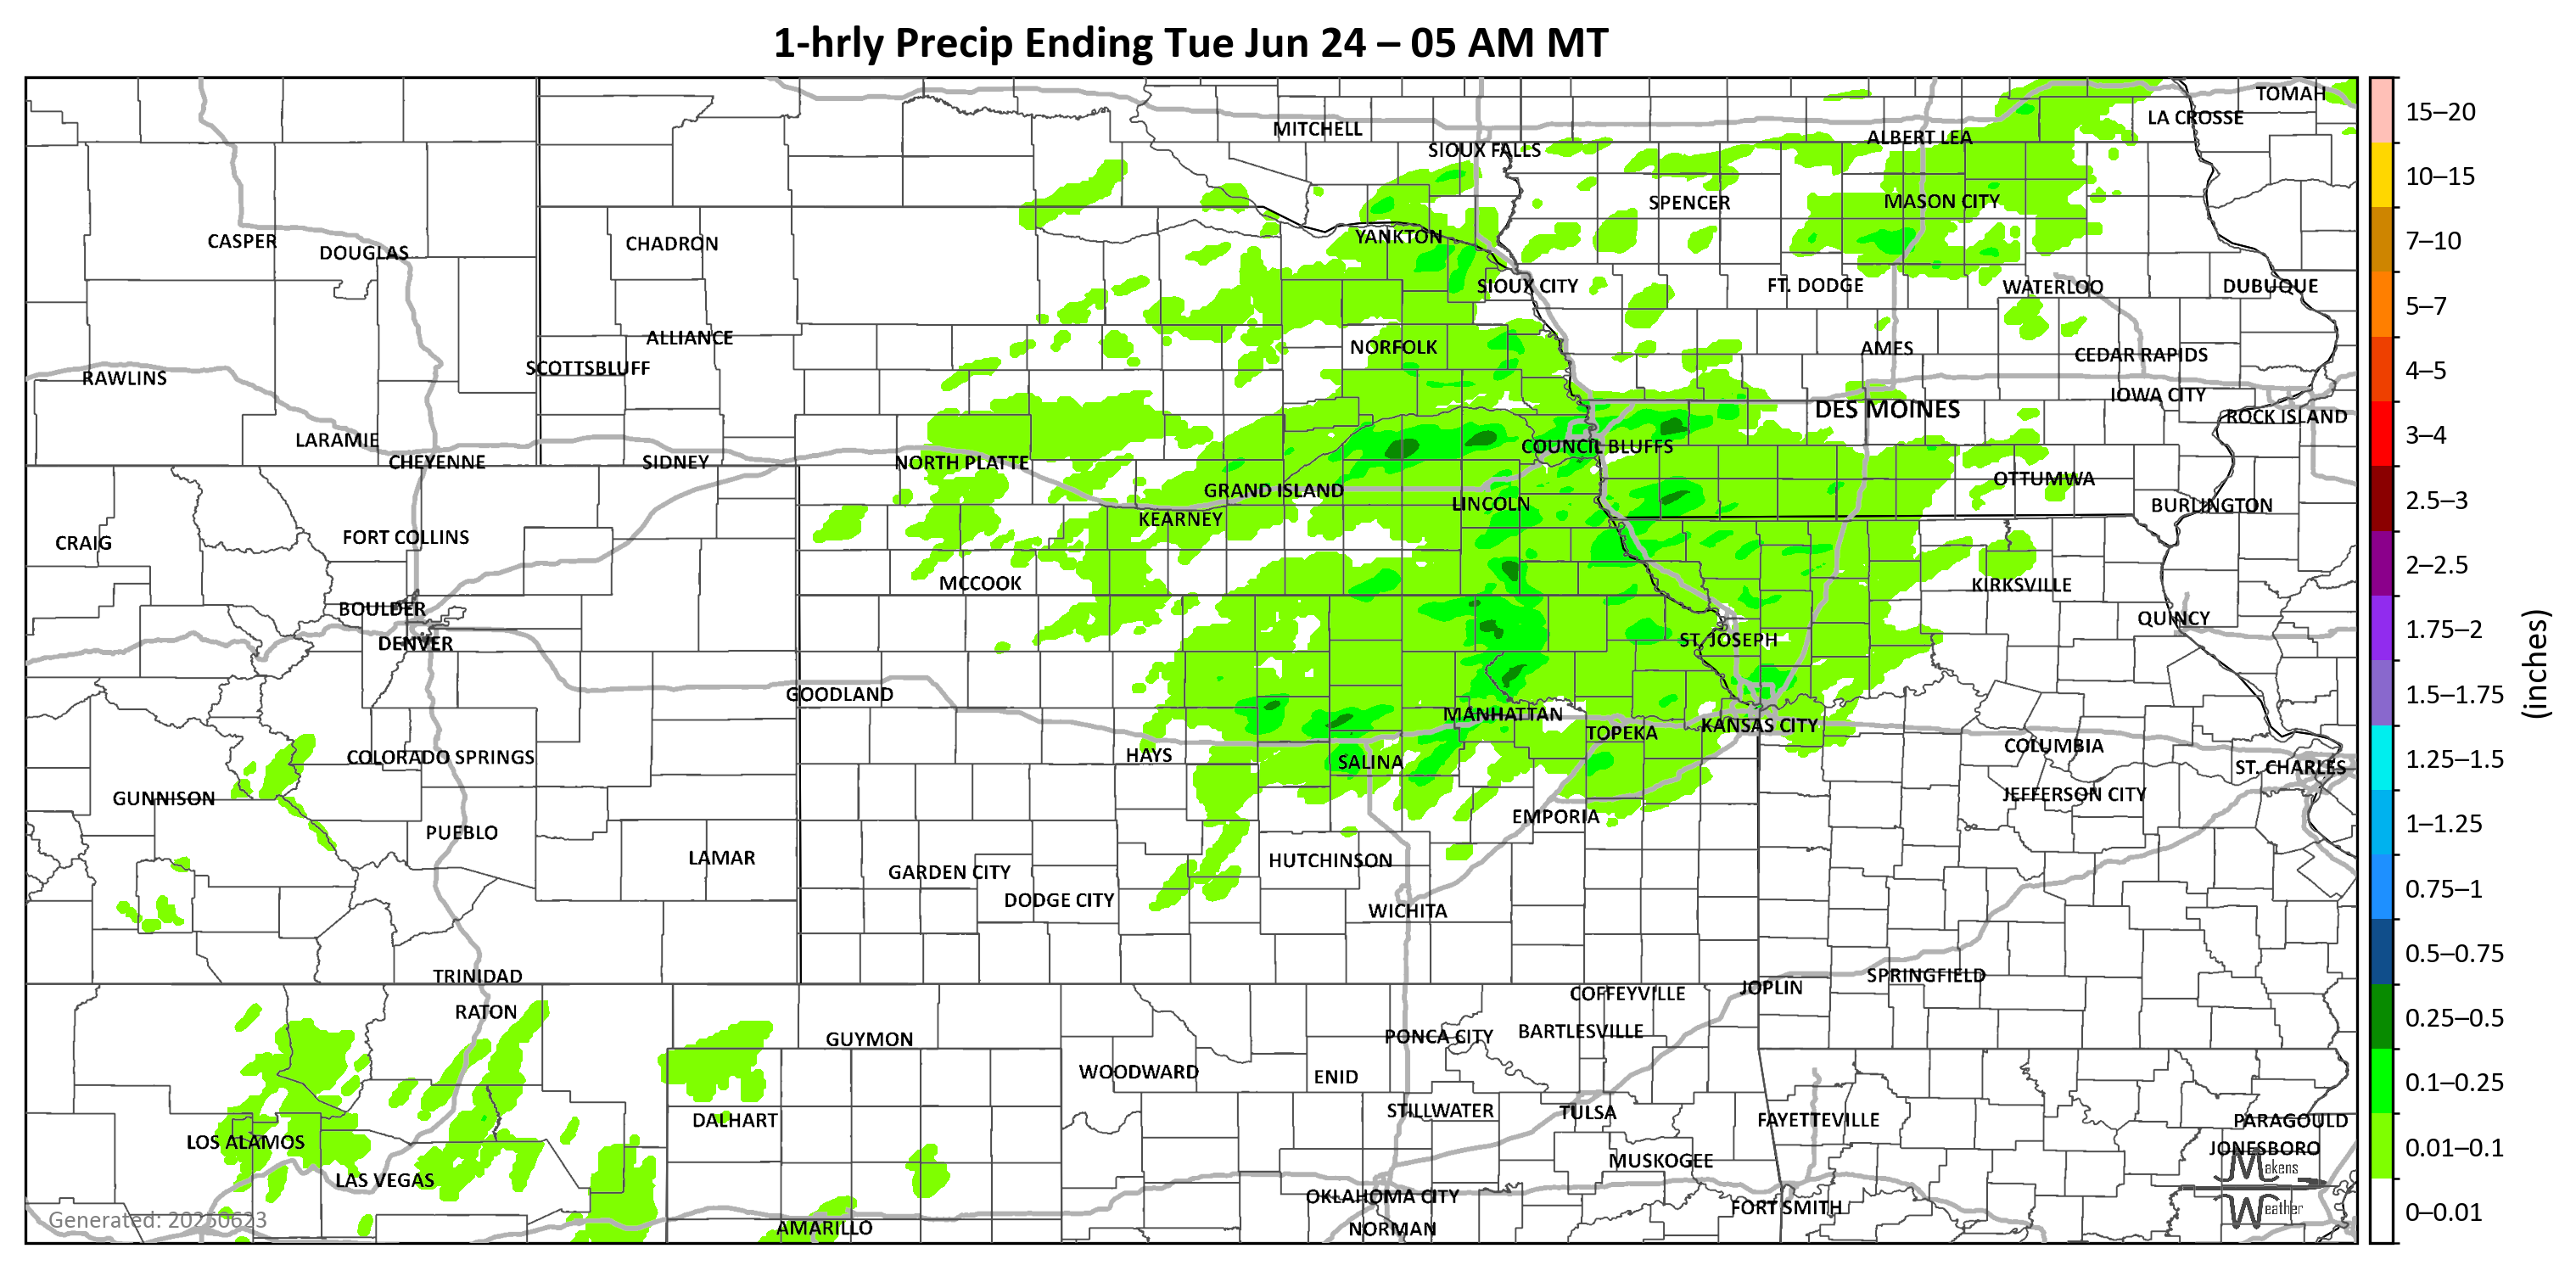 1-hrly Precip Ending Tue Jun 24 – 05 AM MT
TOMAH
LA CROSSE
MITCHELL
ALBERT LEA
SIOUX FALLS
SPENCER
MASON CITY
CASPER
DOUGLAS
CHADRON
YANKTON
SIOUX CITY
FT. DODGE
WATERLOO
DUBUQUE
ALLIANCE
NORFOLK
AMES
CEDAR RAPIDS
SCOTTSBLUFF
RAWLINS
IOWA CITY
DES MOINES
ROCK ISLAND
LARAMIE
COUNCIL BLUFFS
CHEYENNE
SIDNEY
NORTH PLATTE
GRAND ISLAND
OTTUMWA
LINCOLN
BURLINGTON
KEARNEY
CRAIG
FORT COLLINS
MCCOOK
KIRKSVILLE
BOULDER
QUINCY
DENVER
ST. JOSEPH
GOODLAND
MANHATTAN
TOPEKA
KANSAS CITY
COLORADO SPRINGS
HAYS
SALINA
COLUMBIA
ST. CHARLES
GUNNISON
JEFFERSON CITY
EMPORIA
PUEBLO
LAMAR
HUTCHINSON
GARDEN CITY
DODGE CITY
WICHITA
TRINIDAD
SPRINGFIELD
JOPLIN
COFFEYVILLE
RATON
GUYMON
PONCA CITY
BARTLESVILLE
WOODWARD
ENID
DALHART
STILLWATER
TULSA
FAYETTEVILLE
PARAGOULD
LOS ALAMOS
JONESBORO
MUSKOGEE
LAS VEGAS
OKLAHOMA CITY
FORT SMITH
AMARILLO
NORMAN
Generated: 20250623
Makens
Weather
15–20
10–15
7–10
5–7
4–5
3–4
2.5–3
2–2.5
1.75–2
1.5–1.75
1.25–1.5
1–1.25
0.75–1
0.5–0.75
0.25–0.5
0.1–0.25
0.01–0.1
0–0.01
(inches)